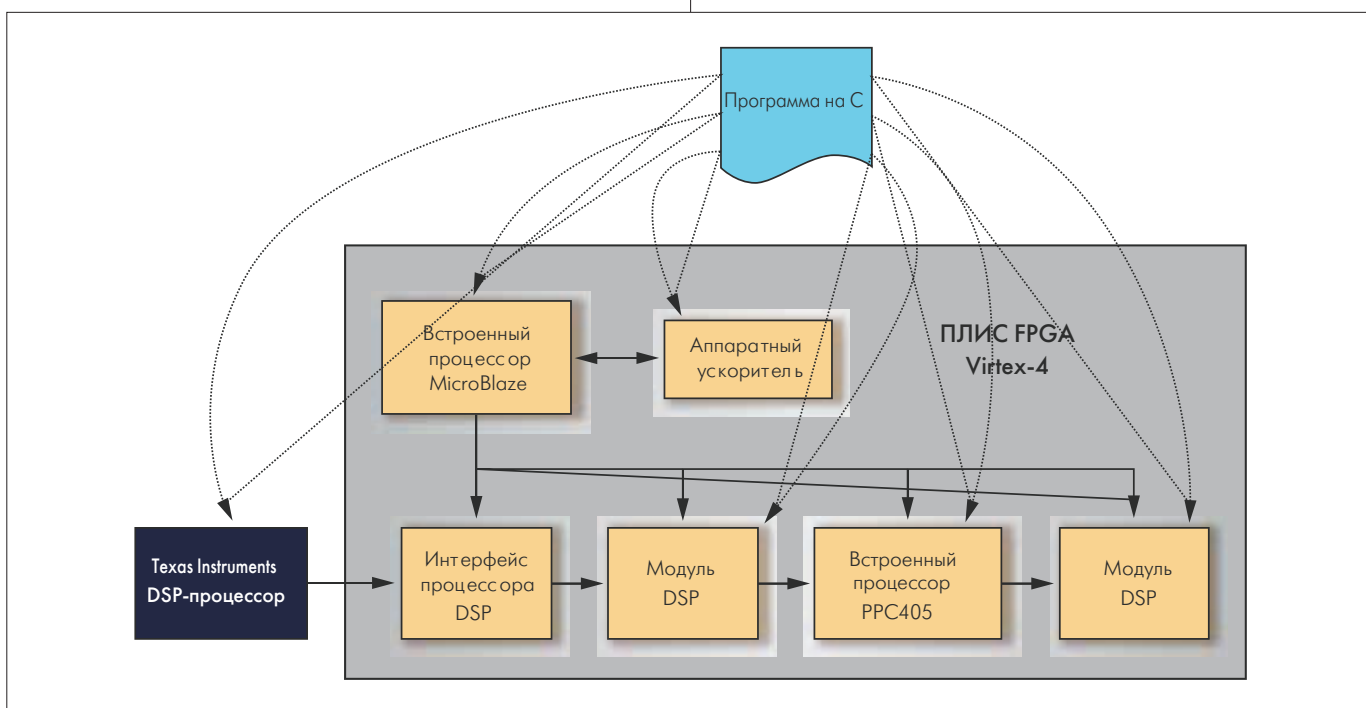 Программа на С
Встроенный
процессор
MicroBlaze
Аппаратный
ускоритель
ПЛИС FPGA
Virtex-4
Texas Instruments
DSP-процессор
Интерфейс
процессора
DSP
Модуль
DSP
Встроенный
процессор
PPC405
Модуль
DSP